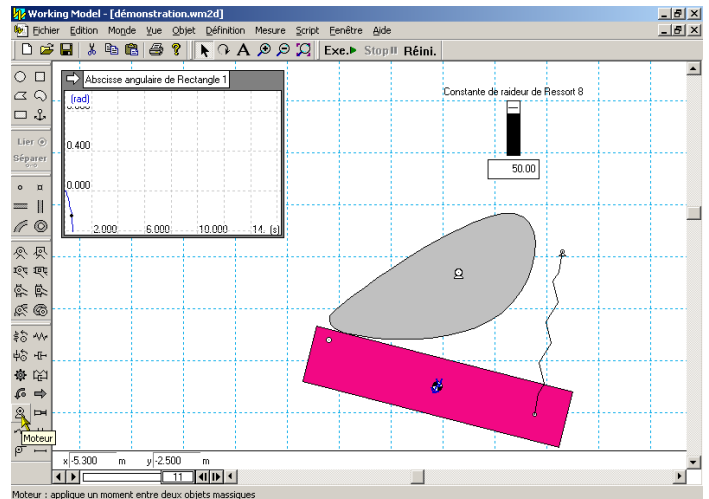 Working Model - [démonstration.wm2d]
Fichier Edition Monde Vue Objet Définition Mesure Script Fenêtre Aide
A Exe. Stop Réini.
Abscisse angulaire de Rectangle 1
(rad)
0.400
0.000
2.000 6.000 10.000 14. (s)
Constante de raideur de Ressort 8
50.00
Lier
Séparer
Moteur
x -5.300 m y -2.500 m
11
Moteur : applique un moment entre deux objets massiques